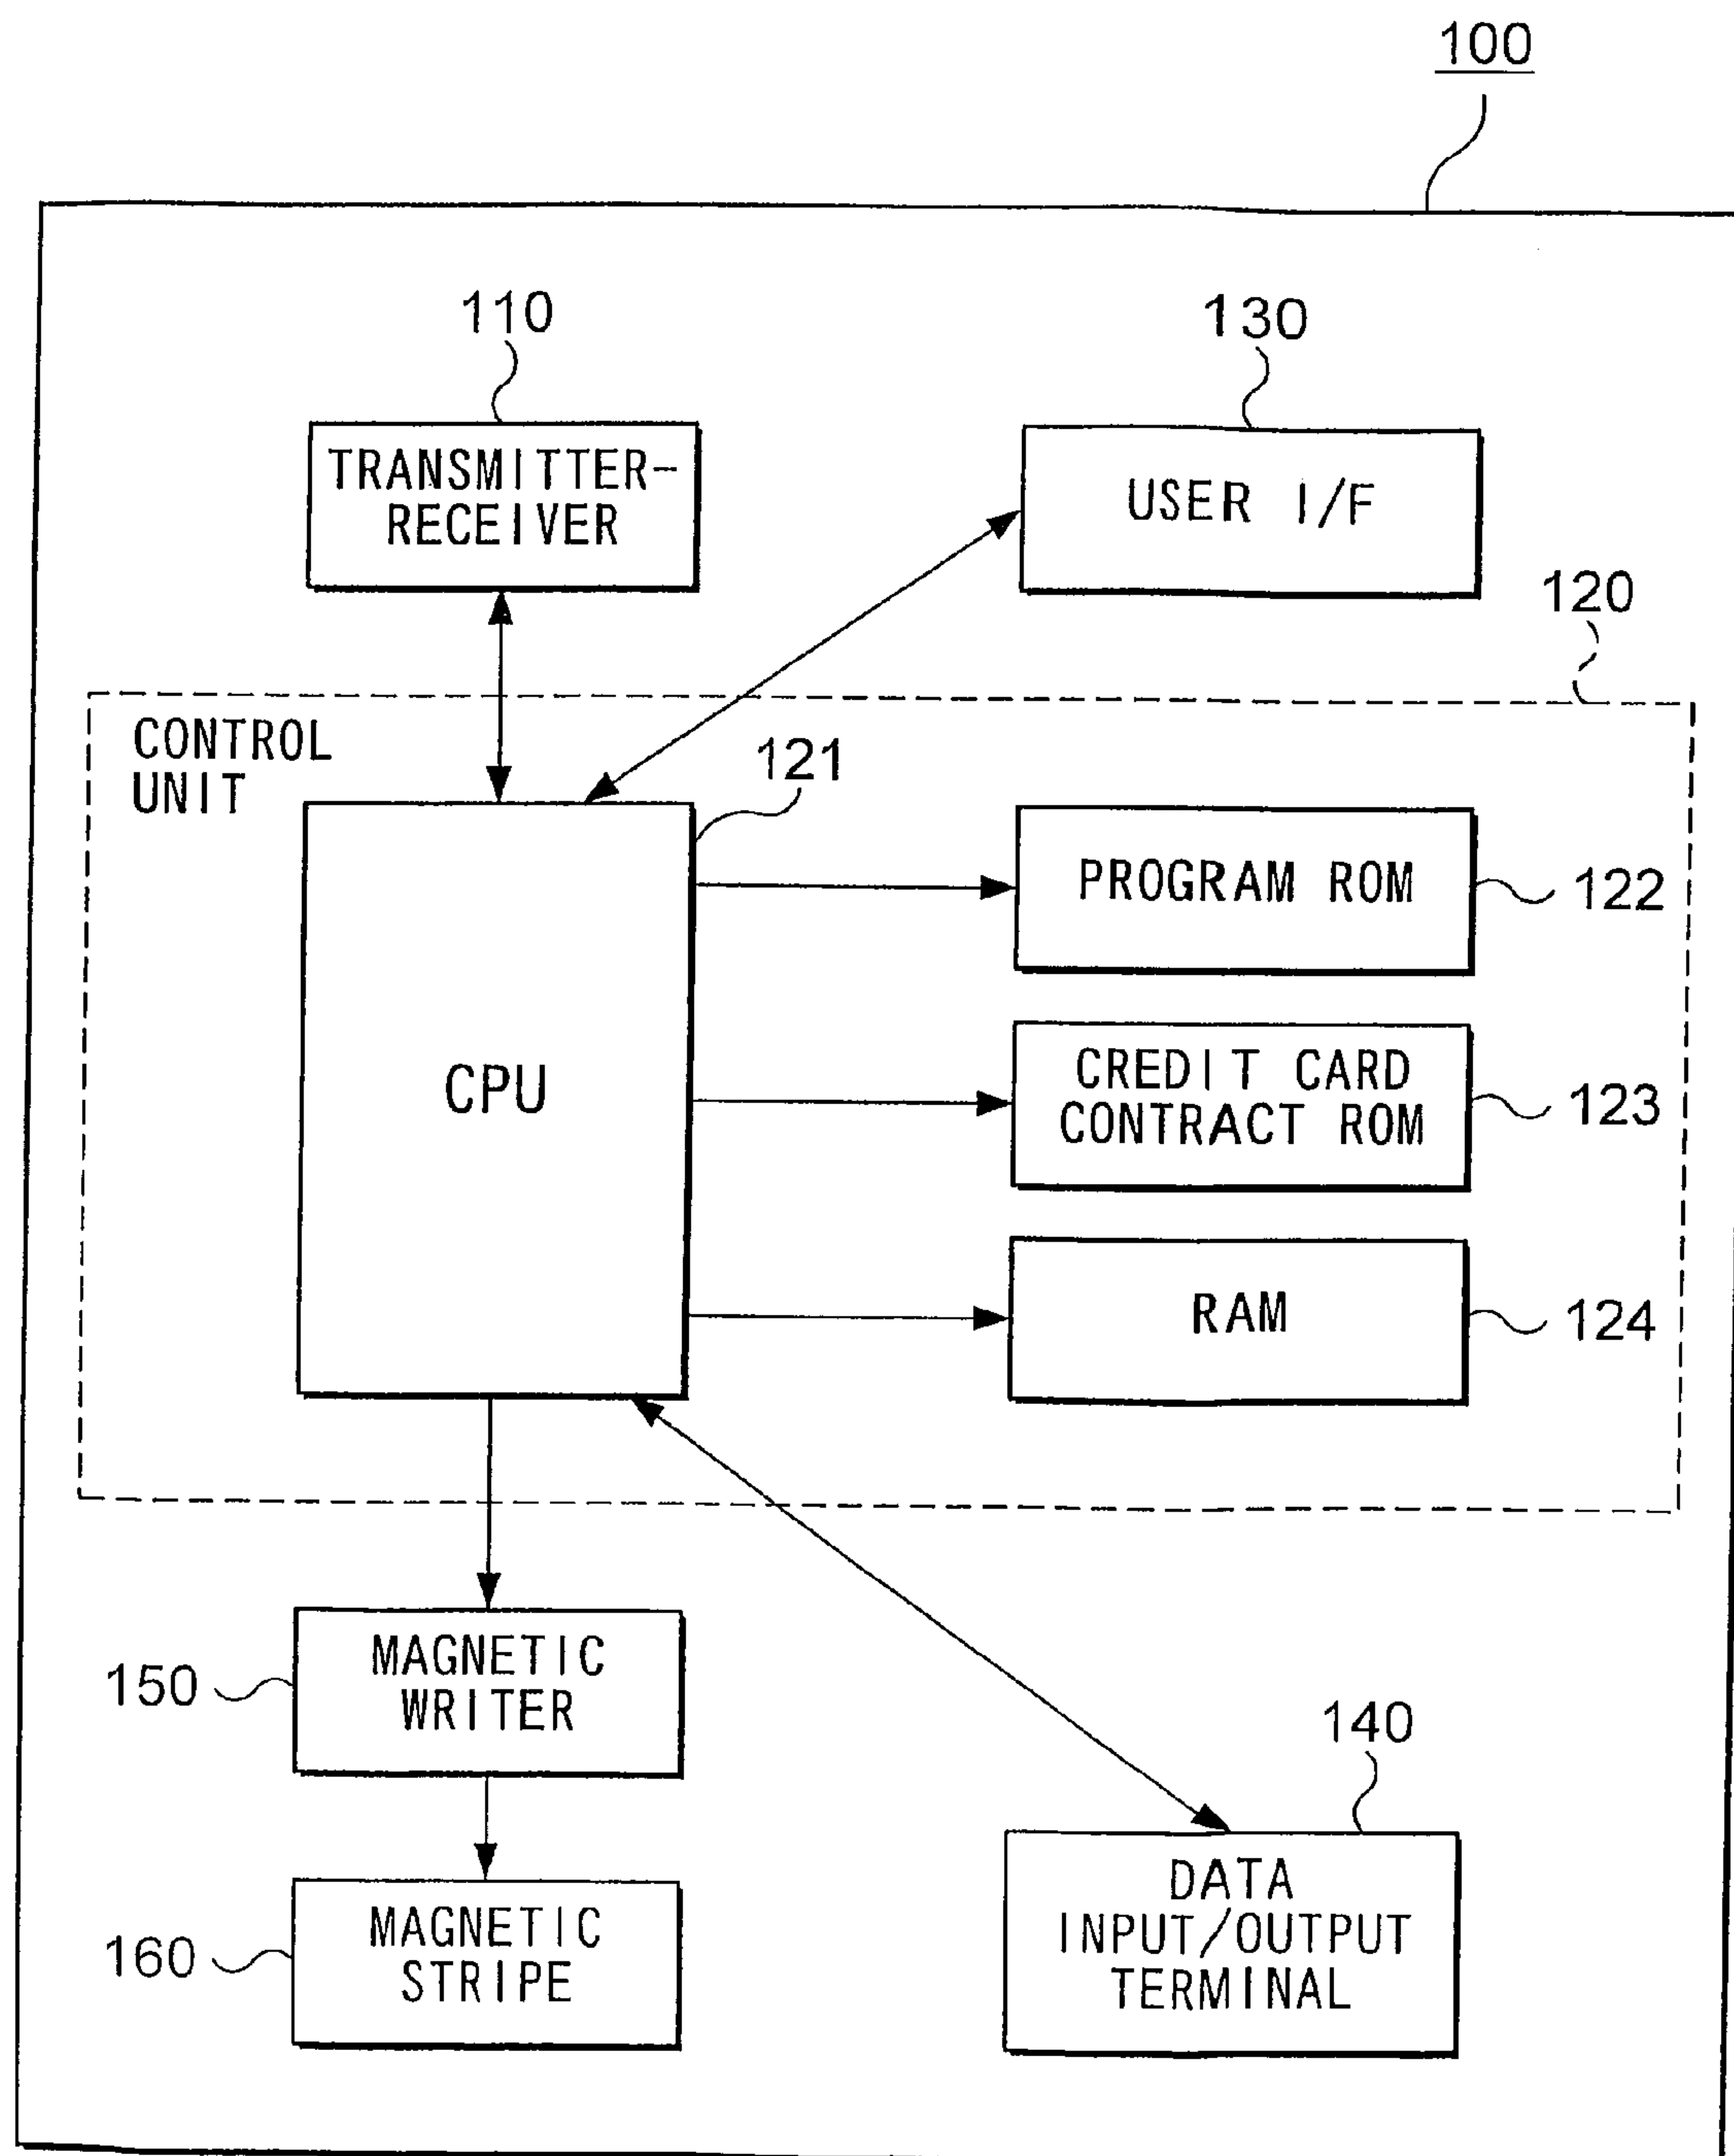 100
110
130
TRANSMITTER-
RECEIVER
USER I/F
120
CONTROL
UNIT
121
CPU
PROGRAM ROM
122
CREDIT CARD
CONTRACT ROM
123
RAM
124
150
MAGNETIC
WRITER
140
160
MAGNETIC
STRIPE
DATA
INPUT/OUTPUT
TERMINAL